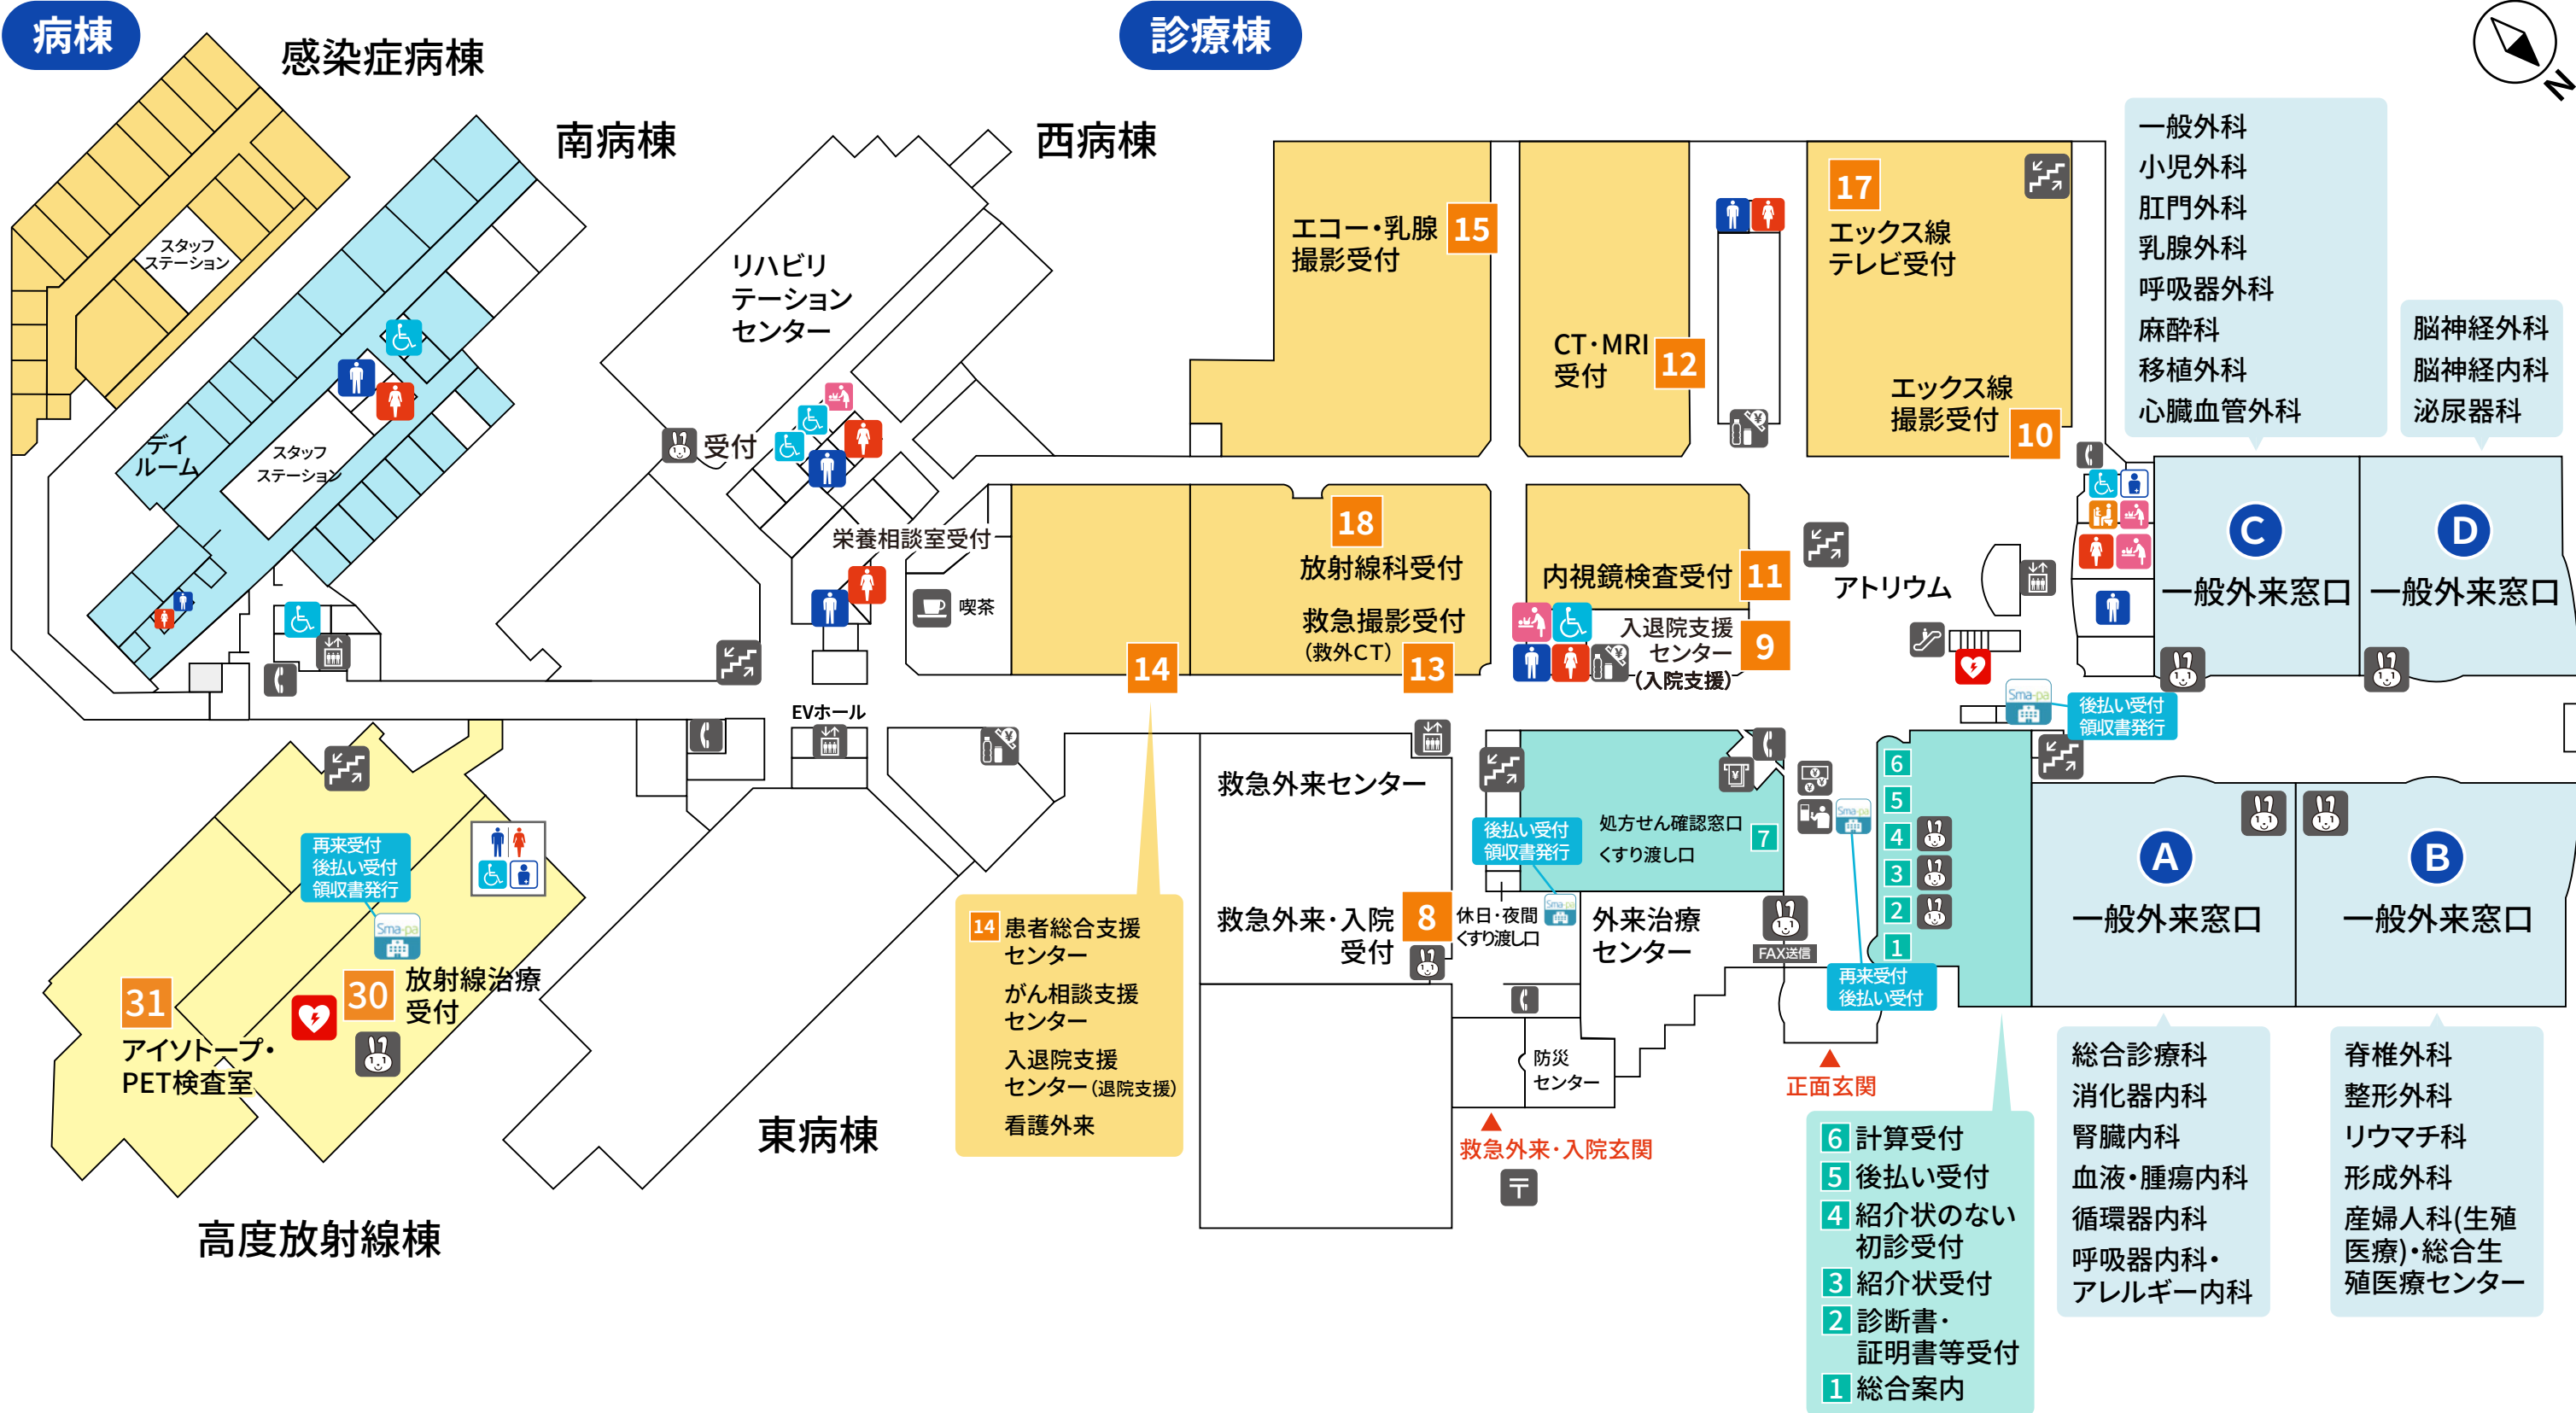 病棟
診療棟
N
感染症病棟
南病棟
西病棟
スタッフ
ステーション
デイ
ルーム
スタッフ
ステーション
リハビリ
テーション
センター
受付
栄養相談室受付
喫茶
EVホール
エコー・乳腺
撮影受付
15
CT・MRI
受付
12
17
エックス線
テレビ受付
エックス線
撮影受付
10
一般外科
小児外科
肛門外科
乳腺外科
呼吸器外科
麻酔科
移植外科
心臓血管外科
脳神経外科
脳神経内科
泌尿器科
C
一般外来窓口
D
一般外来窓口
14
18
放射線科受付
救急撮影受付
（救外CT）
13
内視鏡検査受付
11
入退院支援
センター
（入院支援）
9
アトリウム
Sma-pa
後払い受付
領収書発行
再来受付
後払い受付
領収書発行
Sma-pa
31
アイソトープ・
PET検査室
30
放射線治療
受付
高度放射線棟
東病棟
14
患者総合支援
センター
がん相談支援
センター
入退院支援
センター（退院支援）
看護外来
救急外来センター
救急外来・入院
受付
8
後払い受付
領収書発行
休日・夜間
くすり渡し口
Sma-pa
処方せん確認窓口
くすり渡し口
7
外来治療
センター
FAX送信
Sma-pa
再来受付
後払い受付
6
5
4
3
2
1
防災
センター
正面玄関
救急外来・入院玄関
〒
A
一般外来窓口
B
一般外来窓口
6 計算受付
5 後払い受付
4 紹介状のない
初診受付
3 紹介状受付
2 診断書・
証明書等受付
1 総合案内
総合診療科
消化器内科
腎臓内科
血液・腫瘍内科
循環器内科
呼吸器内科・
アレルギー内科
脊椎外科
整形外科
リウマチ科
形成外科
産婦人科(生殖
医療)・総合生
殖医療センター